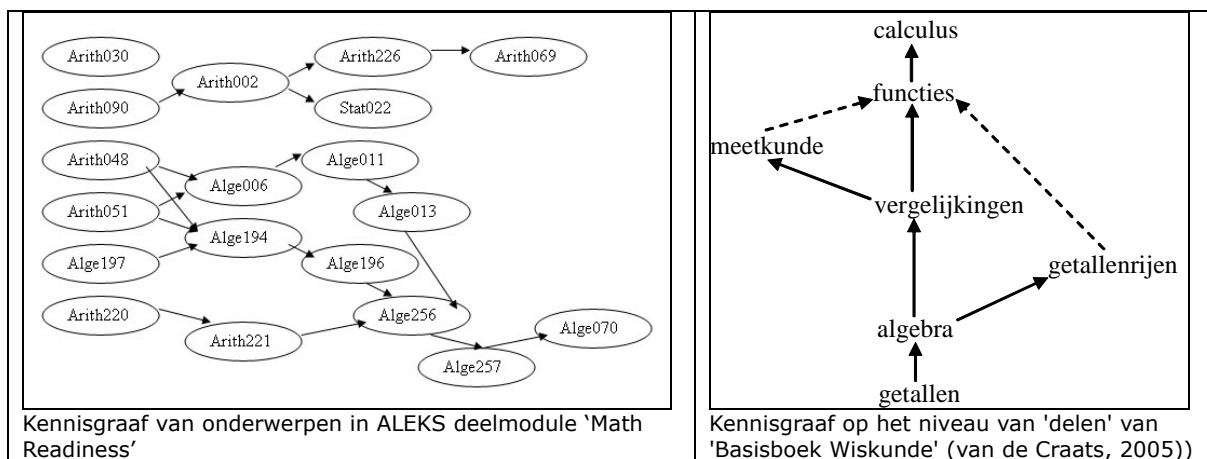 Arith030
Arith090
Arith002
Arith226
Arith069
Stat022
Arith048
Arith051
Alge197
Alge006
Alge194
Alge011
Alge013
Alge196
Arith220
Arith221
Alge256
Alge257
Alge070
Kennisgraaf van onderwerpen in ALEKS deelmodule ‘Math
Readiness’
calculus
functies
meetkunde
vergelijkingen
getallenrijen
algebra
getallen
Kennisgraaf op het niveau van 'delen' van
'Basisboek Wiskunde' (van de Craats, 2005))